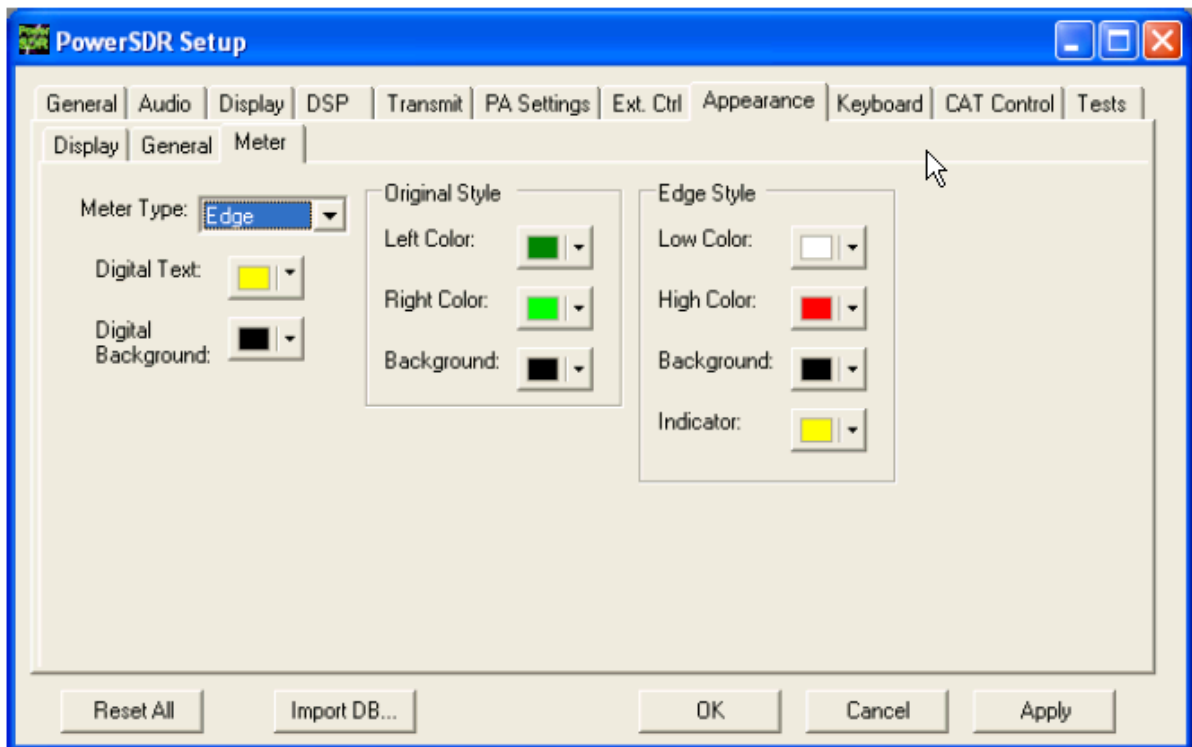 PowerSDR Setup
General Audio Display DSP Transmit PA Settings Ext. Ctrl Appearance Keyboard CAT Control Tests
Display General Meter
Meter Type: Edge
Digital Text:
Digital
Background:
Original Style
Left Color:
Right Color:
Background:
Edge Style
Low Color:
High Color:
Background:
Indicator:
Reset All Import DB... OK Cancel Apply